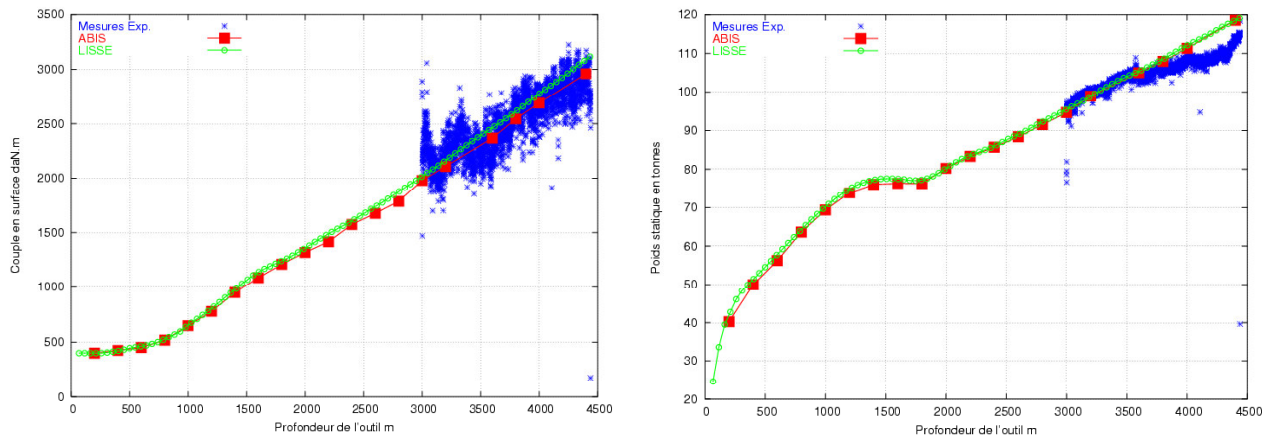 Mesures Exp.
ABIS
LISSE
3500
3000
2500
2000
1500
1000
500
0
Couple en surface daN.m
0 500 1000 1500 2000 2500 3000 3500 4000 4500
Profondeur de l'outil m
Mesures Exp.
ABIS
LISSE
120
110
100
90
80
70
60
50
40
30
20
Poids statique en tonnes
0 500 1000 1500 2000 2500 3000 3500 4000 4500
Profondeur de l'outil m